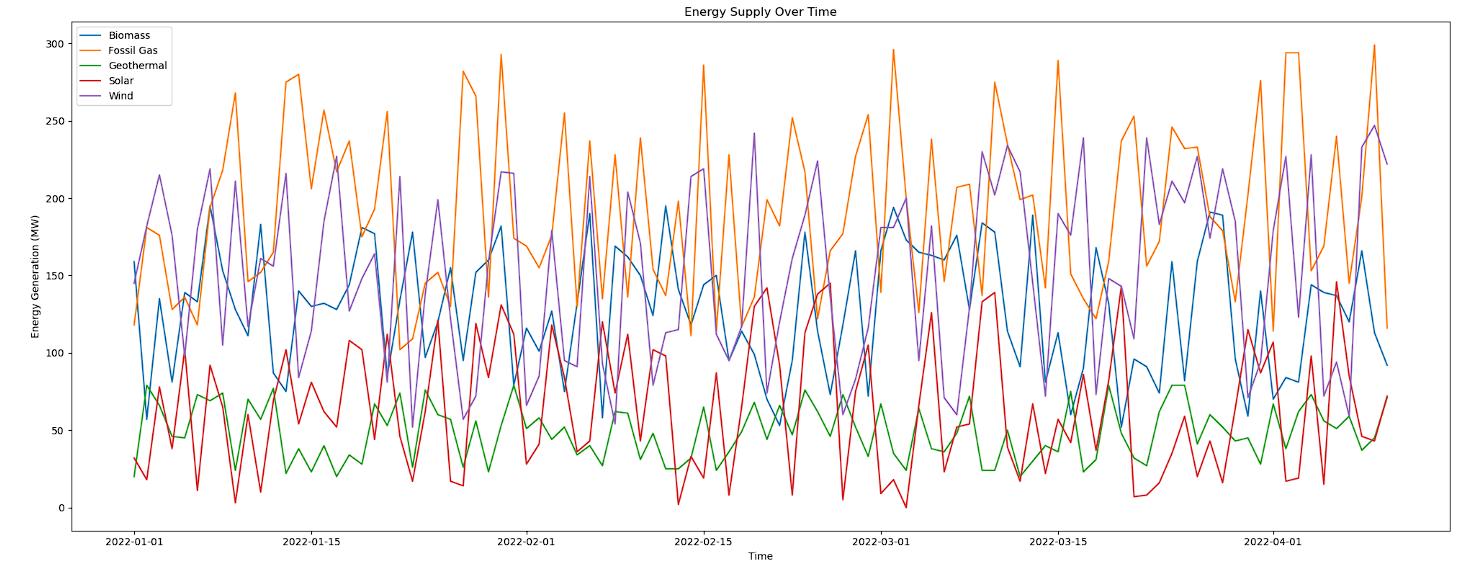 Energy Supply Over Time
Biomass
Fossil Gas
Geothermal
Solar
Wind
Energy Generation (MW)
300
250
200
150
100
50
0
2022-01-01
2022-01-15
2022-02-01
2022-02-15
2022-03-01
2022-03-15
2022-04-01
Time